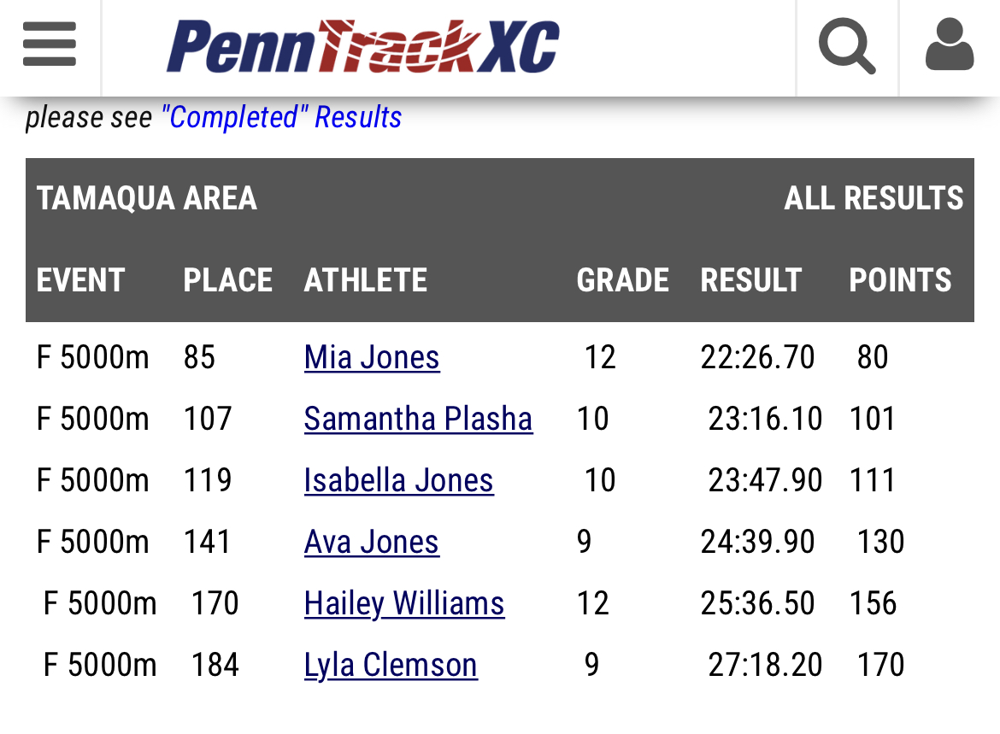 PennTrackXC
please see "Completed" Results
TAMAQUA AREA ALL RESULTS
EVENT PLACE ATHLETE GRADE RESULT POINTS
F 5000m 85 Mia Jones 12 22:26.70 80
F 5000m 107 Samantha Plasha 10 23:16.10 101
F 5000m 119 Isabella Jones 10 23:47.90 111
F 5000m 141 Ava Jones 9 24:39.90 130
F 5000m 170 Hailey Williams 12 25:36.50 156
F 5000m 184 Lyla Clemson 9 27:18.20 170